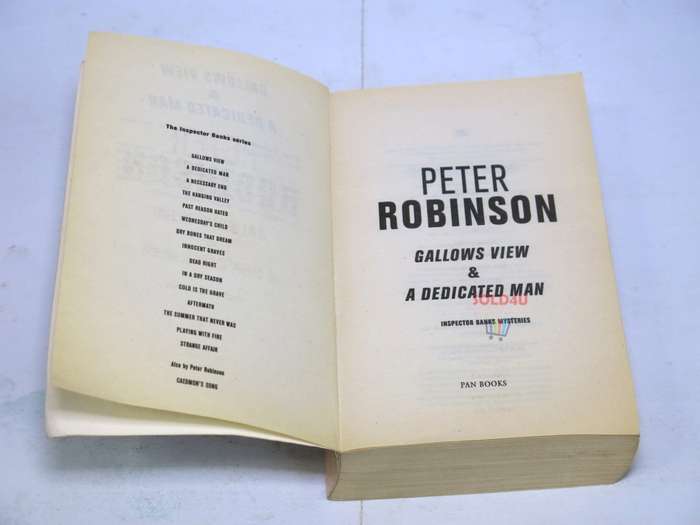 The Inspector Banks series
GALLOWS VIEW
A DEDICATED MAN
A NECESSARY END
THE HANGING VALLEY
PAST REASON HATED
WEDNESDAY'S CHILD
DRY BONES THAT DREAM
INNOCENT GRAVES
DEAD RIGHT
IN A DRY SEASON
COLD IS THE GRAVE
AFTERMATH
THE SUMMER THAT NEVER WAS
PLAYING WITH FIRE
STRANGE AFFAIR
Also by Peter Robinson
CAEDMON'S SONG
PETER
ROBINSON
GALLOWS VIEW
&
A DEDICATED MAN
SOLD4U
INSPECTOR BANKS MYSTERIES
PAN BOOKS